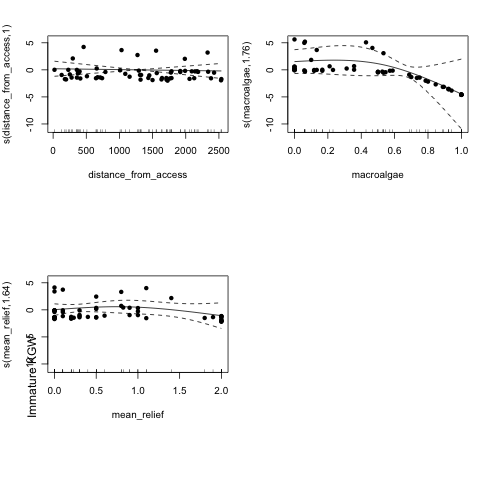 s(distance_from_access,1)
5
0
-5
-10
0 500 1000 1500 2000 2500
distance_from_access
s(macroalgae,1.76)
5
0
-5
-10
0.0 0.2 0.4 0.6 0.8 1.0
macroalgae
s(mean_relief,1.64)
5
0
-5
-10
0.0 0.5 1.0 1.5 2.0
mean_relief
Immature KGW